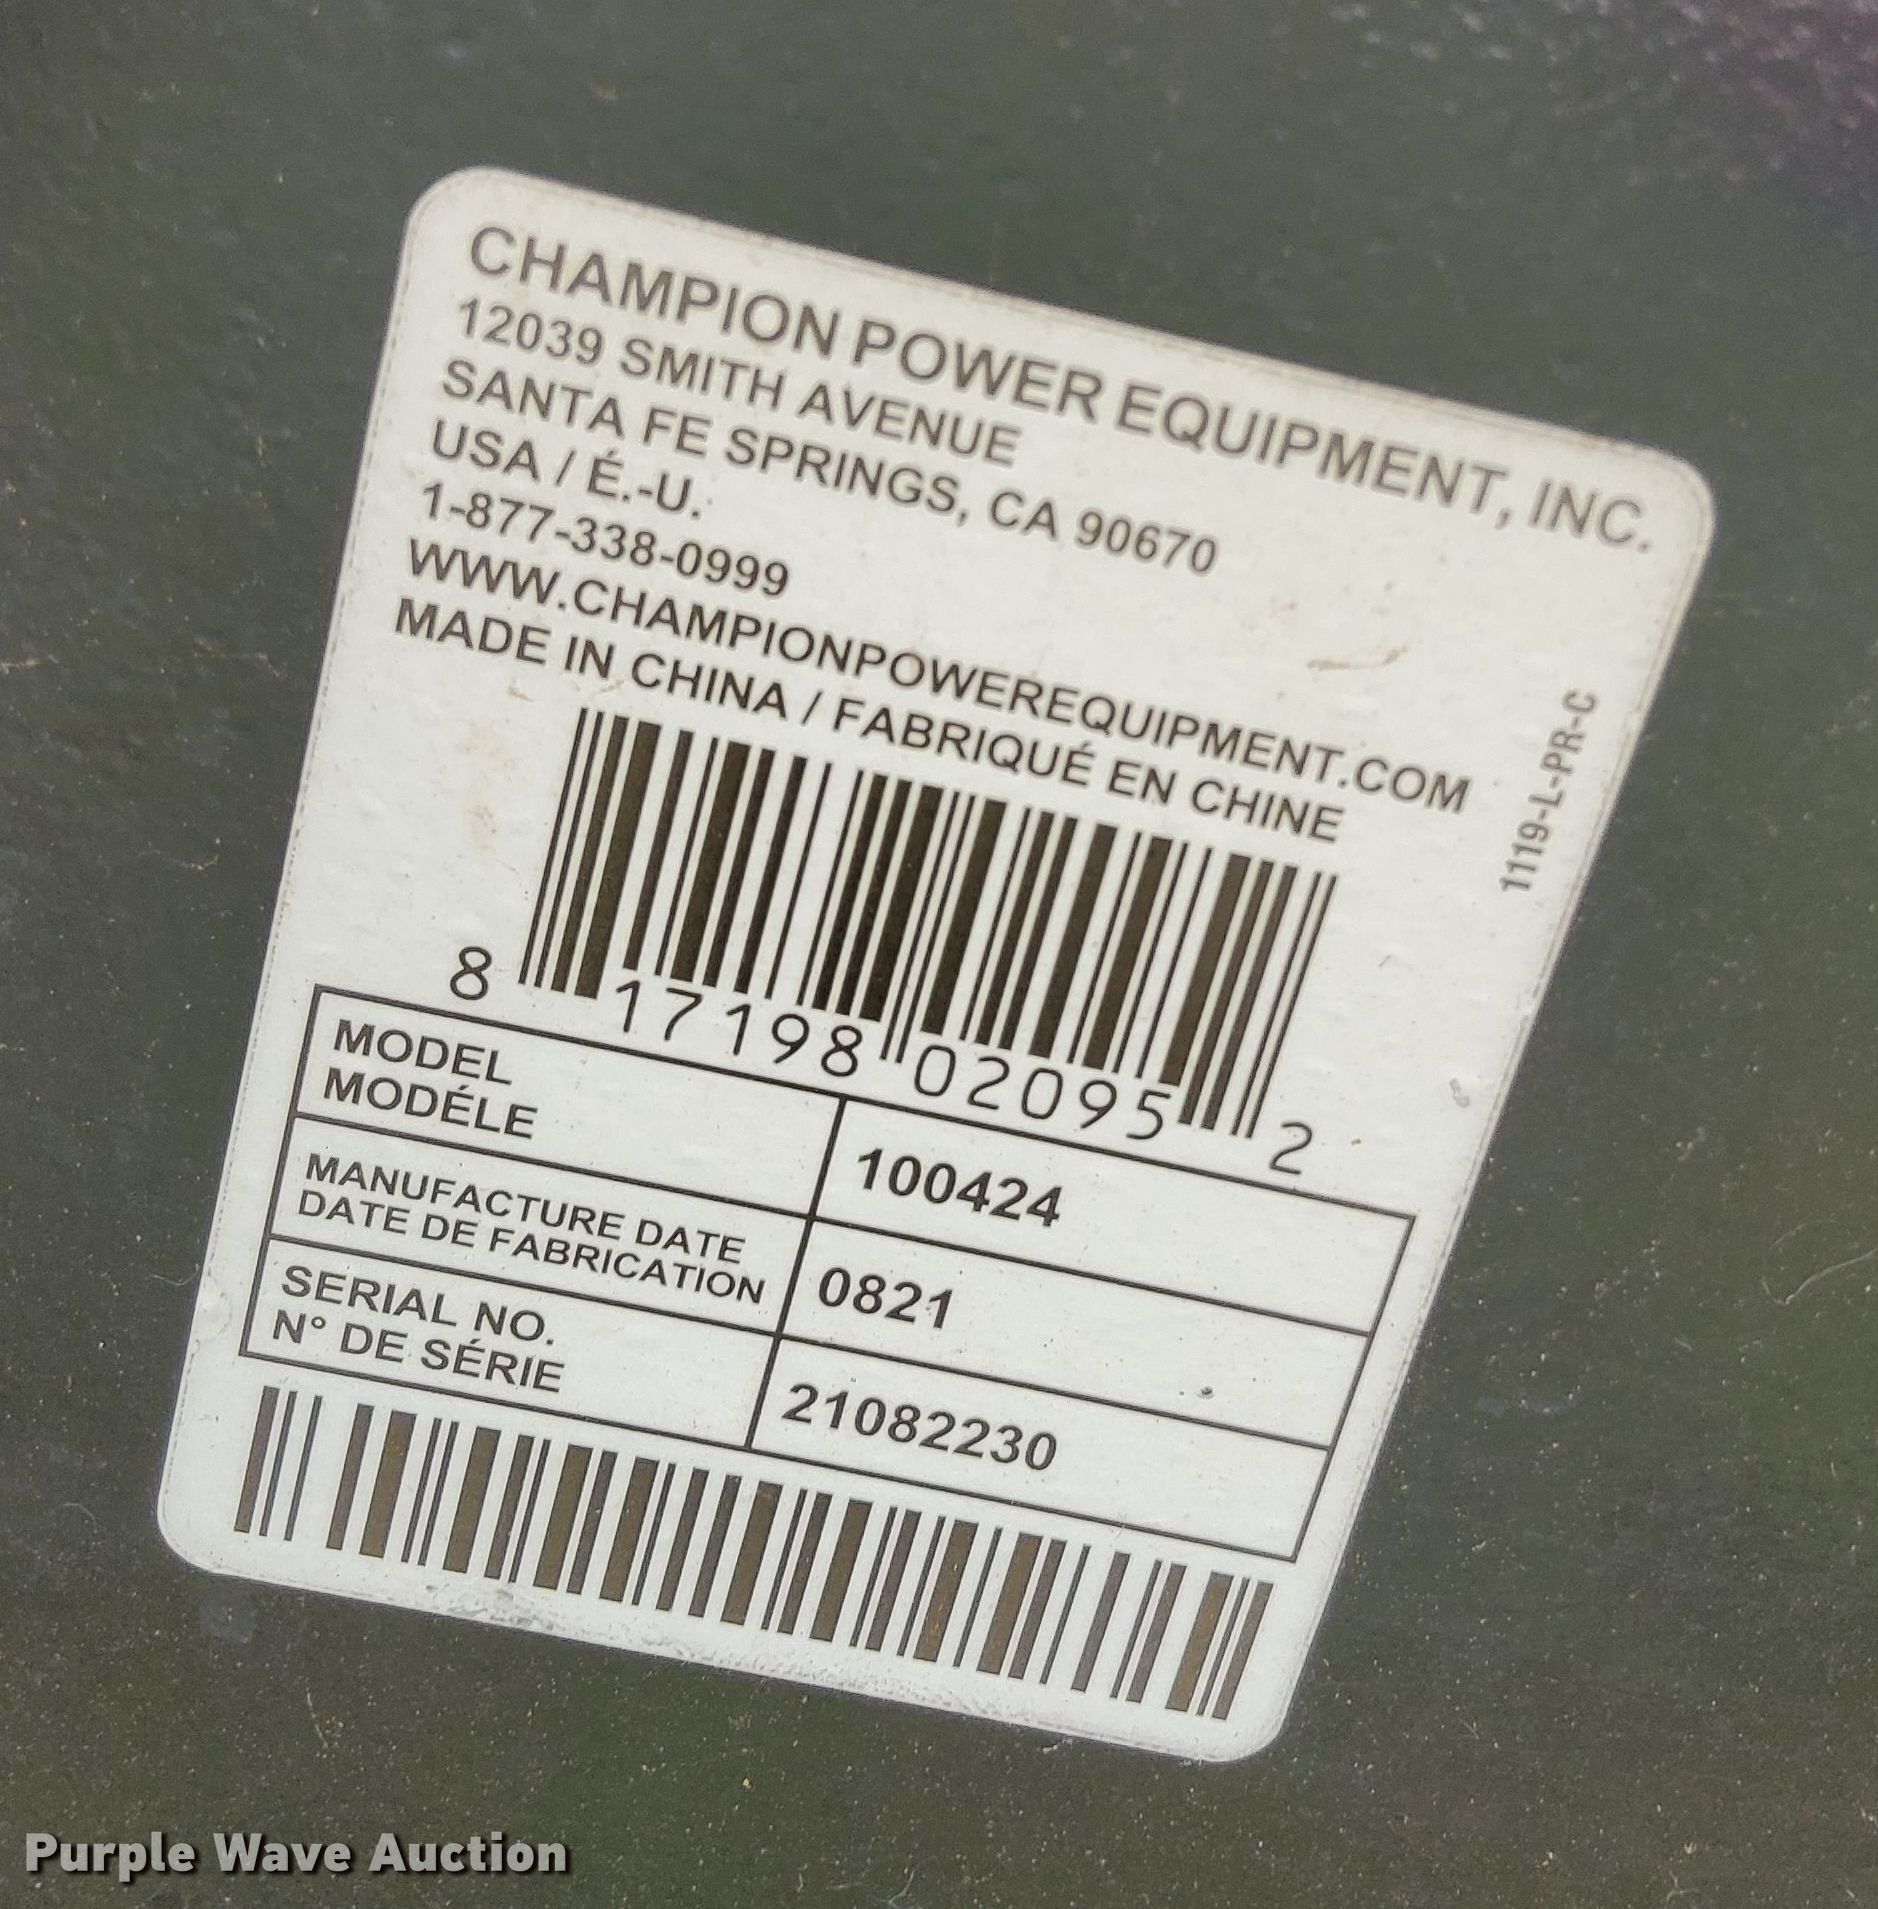 CHAMPION POWER EQUIPMENT, INC.
12039 SMITH AVENUE
SANTA FE SPRINGS, CA 90670
USA / É.-U.
1-877-338-0999
WWW.CHAMPIONPOWEREQUIPMENT.COM
MADE IN CHINA / FABRIQUÉ EN CHINE
1119-L-PR-C
8 17198 02095 2
MODEL
MODÉLE
100424
MANUFACTURE DATE
DATE DE FABRICATION
0821
SERIAL NO.
N° DE SÉRIE
21082230
Purple Wave Auction